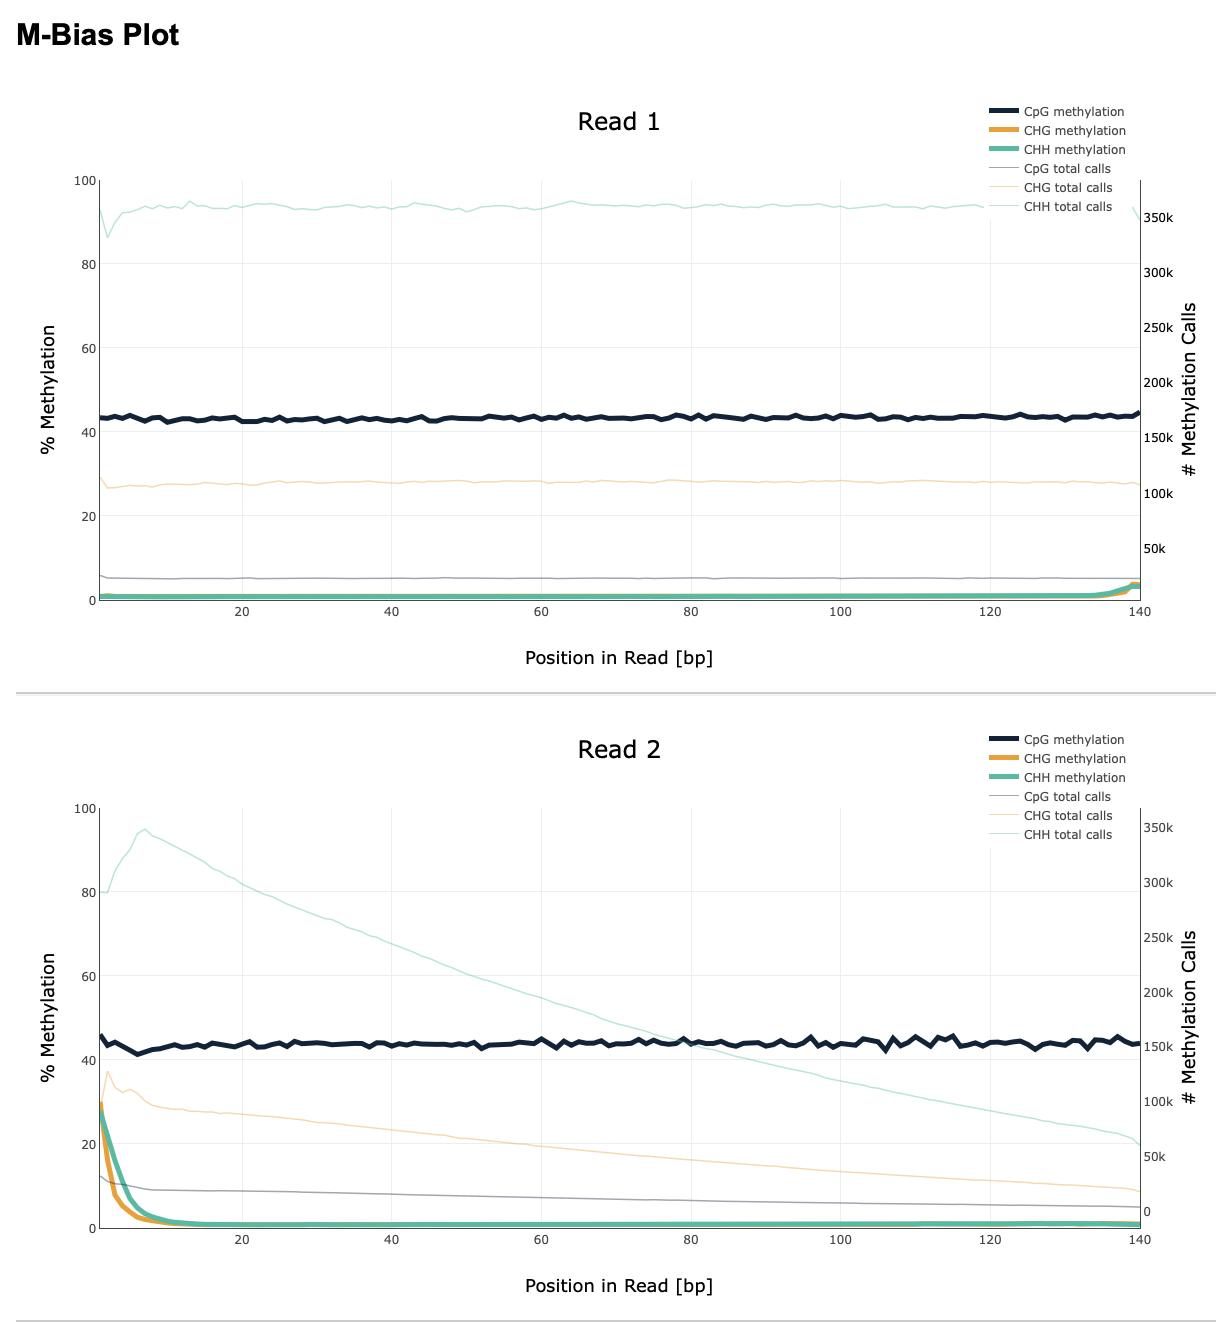 M-Bias Plot
Read 1
CpG methylation
CHG methylation
CHH methylation
CpG total calls
CHG total calls
CHH total calls
100
80
60
40
20
0
% Methylation
350k
300k
250k
200k
150k
100k
50k
# Methylation Calls
20
40
60
80
100
120
140
Position in Read [bp]
Read 2
CpG methylation
CHG methylation
CHH methylation
CpG total calls
CHG total calls
CHH total calls
100
80
60
40
20
0
% Methylation
350k
300k
250k
200k
150k
100k
50k
0
# Methylation Calls
20
40
60
80
100
120
140
Position in Read [bp]